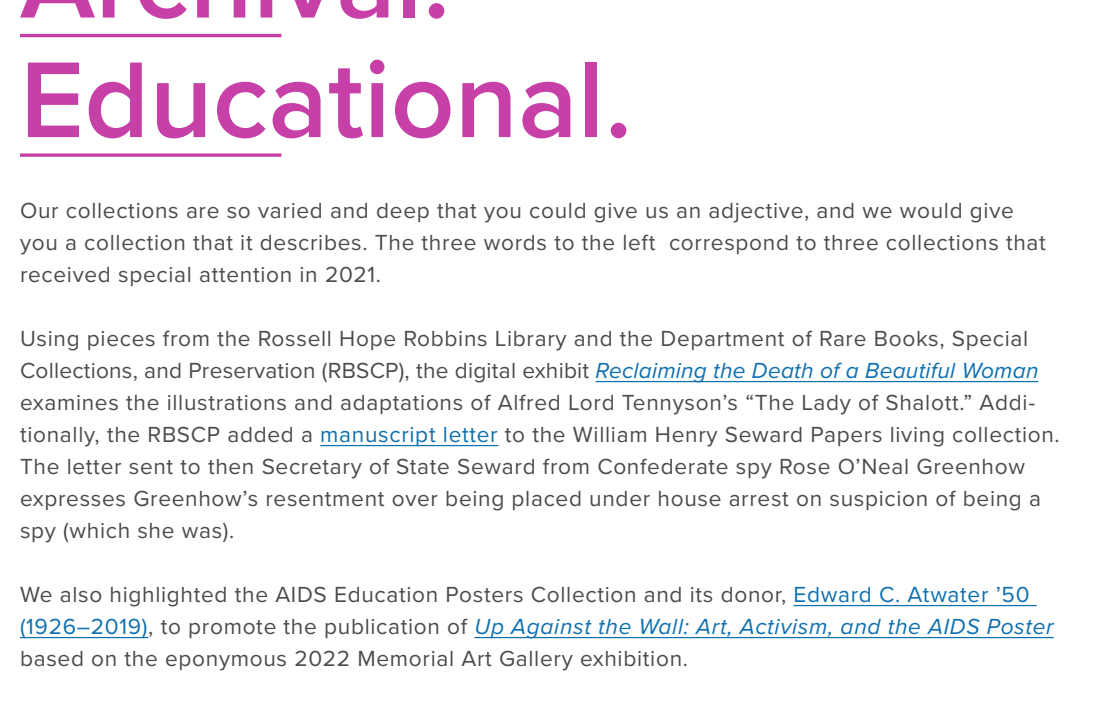 Archival.
Educational.
Our collections are so varied and deep that you could give us an adjective, and we would give
you a collection that it describes. The three words to the left  correspond to three collections that
received special attention in 2021.
Using pieces from the Rossell Hope Robbins Library and the Department of Rare Books, Special
Collections, and Preservation (RBSCP), the digital exhibit Reclaiming the Death of a Beautiful Woman
examines the illustrations and adaptations of Alfred Lord Tennyson’s “The Lady of Shalott.” Addi-
tionally, the RBSCP added a manuscript letter to the William Henry Seward Papers living collection.
The letter sent to then Secretary of State Seward from Confederate spy Rose O’Neal Greenhow
expresses Greenhow’s resentment over being placed under house arrest on suspicion of being a
spy (which she was).
We also highlighted the AIDS Education Posters Collection and its donor, Edward C. Atwater ’50
(1926–2019), to promote the publication of Up Against the Wall: Art, Activism, and the AIDS Poster
based on the eponymous 2022 Memorial Art Gallery exhibition.